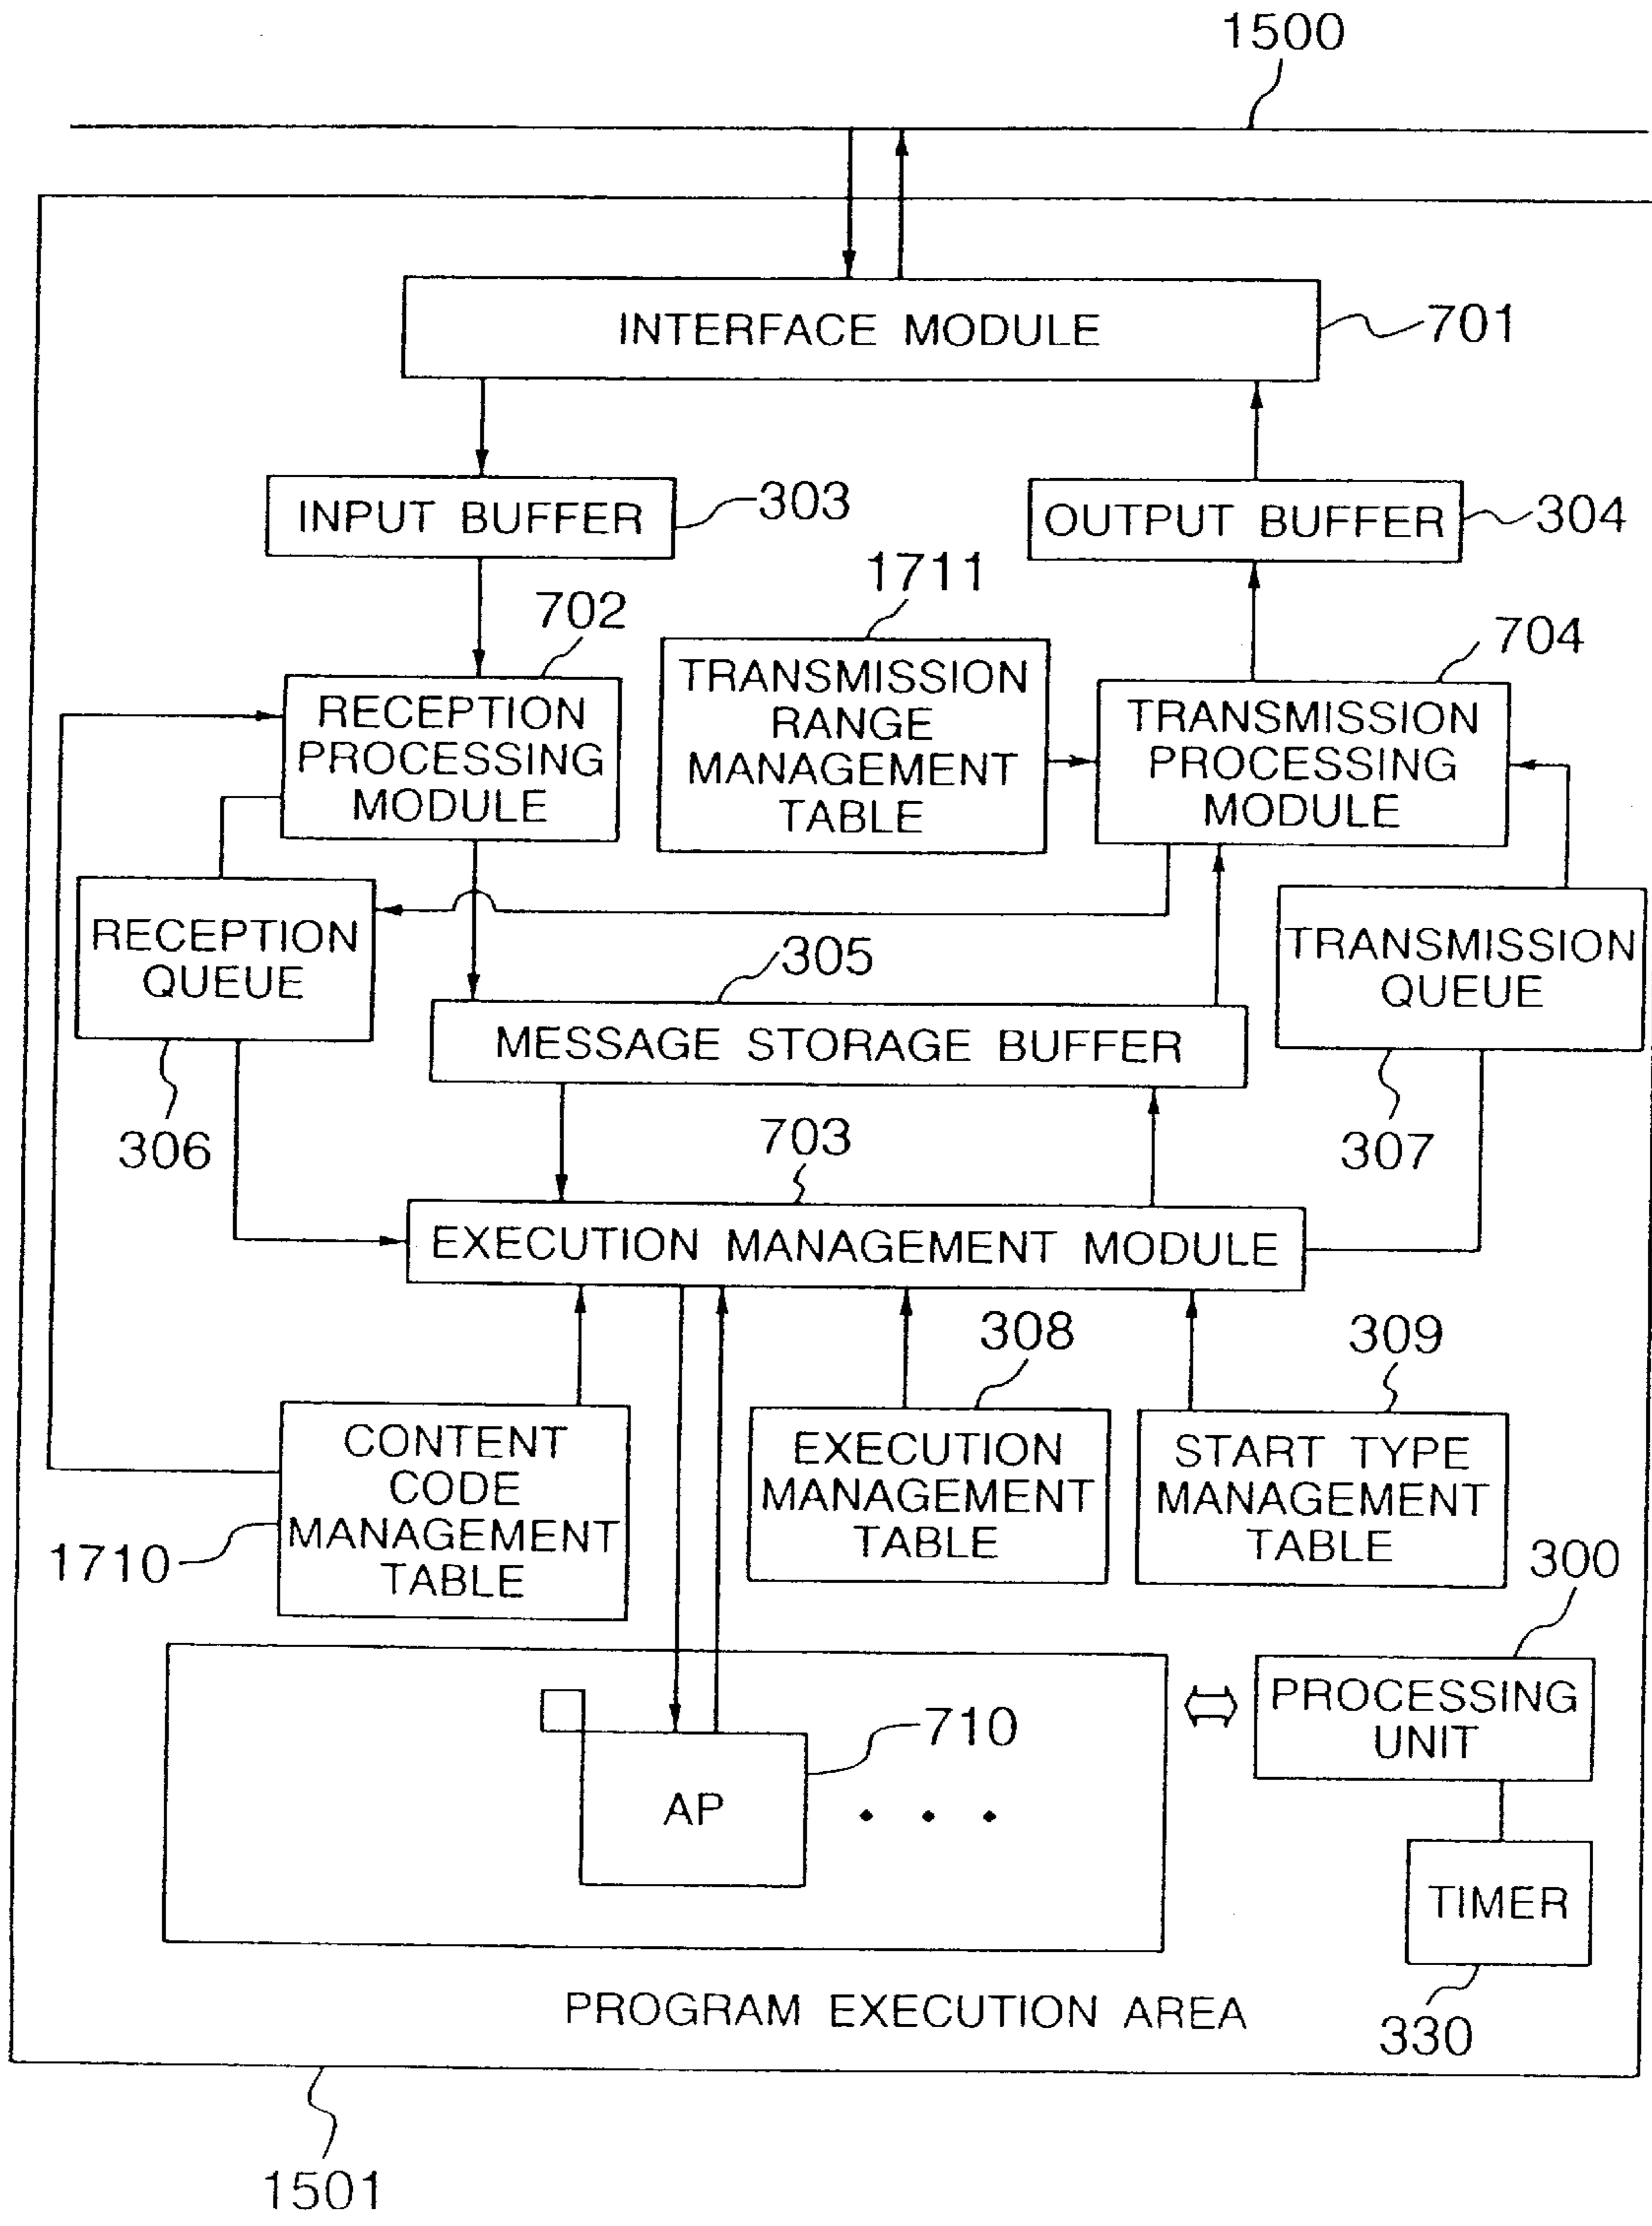 1500
INTERFACE MODULE
701
INPUT BUFFER
303
OUTPUT BUFFER
304
1711
702
704
TRANSMISSION
RANGE
MANAGEMENT
TABLE
RECEPTION
PROCESSING
MODULE
TRANSMISSION
PROCESSING
MODULE
RECEPTION
QUEUE
305
TRANSMISSION
QUEUE
MESSAGE STORAGE BUFFER
306
703
307
EXECUTION MANAGEMENT MODULE
308
309
CONTENT
CODE
MANAGEMENT
TABLE
1710
EXECUTION
MANAGEMENT
TABLE
START TYPE
MANAGEMENT
TABLE
300
PROCESSING
UNIT
710
AP
• • •
TIMER
330
PROGRAM EXECUTION AREA
1501